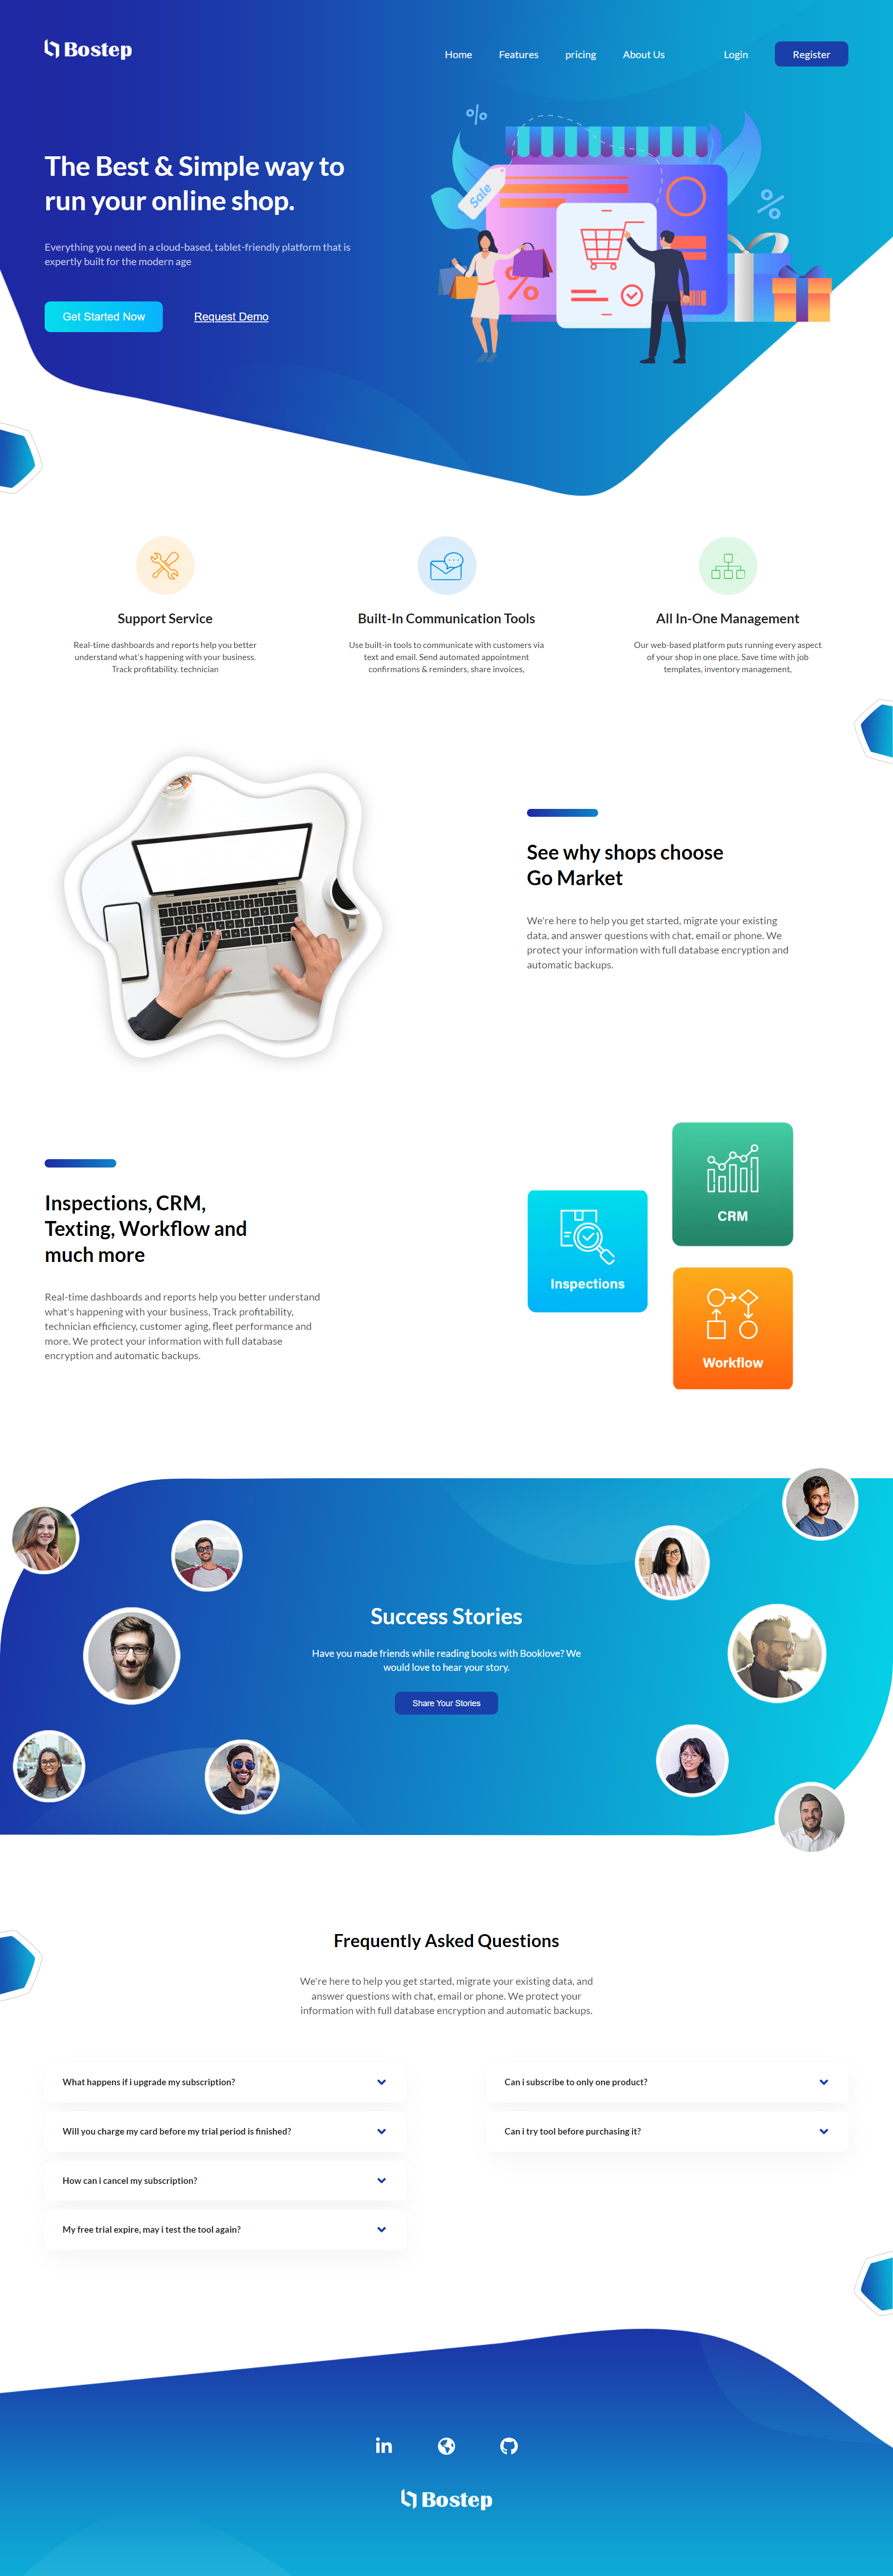 Bostep
Home Features pricing About Us Login Register
%
The Best & Simple way to
run your online shop.
Sale
%
Everything you need in a cloud-based, tablet-friendly platform that is
expertly built for the modern age
%
Get Started Now Request Demo
Support Service
Real-time dashboards and reports help you better
understand what's happening with your business.
Track profitability. technician
Built-In Communication Tools
Use built-in tools to communicate with customers via
text and email. Send automated appointment
confirmations & reminders, share invoices,
All In-One Management
Our web-based platform puts running every aspect
of your shop in one place. Save time with job
templates, inventory management,
See why shops choose
Go Market
We're here to help you get started, migrate your existing
data, and answer questions with chat, email or phone. We
protect your information with full database encryption and
automatic backups.
Inspections, CRM,
Texting, Workflow and
much more
Real-time dashboards and reports help you better understand
what's happening with your business, Track profitability,
technician efficiency, customer aging, fleet performance and
more. We protect your information with full database
encryption and automatic backups.
CRM
Inspections
Workflow
Success Stories
Have you made friends while reading books with Booklove? We
would love to hear your story.
Share Your Stories
Frequently Asked Questions
We're here to help you get started, migrate your existing data, and
answer questions with chat, email or phone. We protect your
information with full database encryption and automatic backups.
What happens if i upgrade my subscription?
Will you charge my card before my trial period is finished?
How can i cancel my subscription?
My free trial expire, may i test the tool again?
Can i subscribe to only one product?
Can i try tool before purchasing it?
in
Bostep